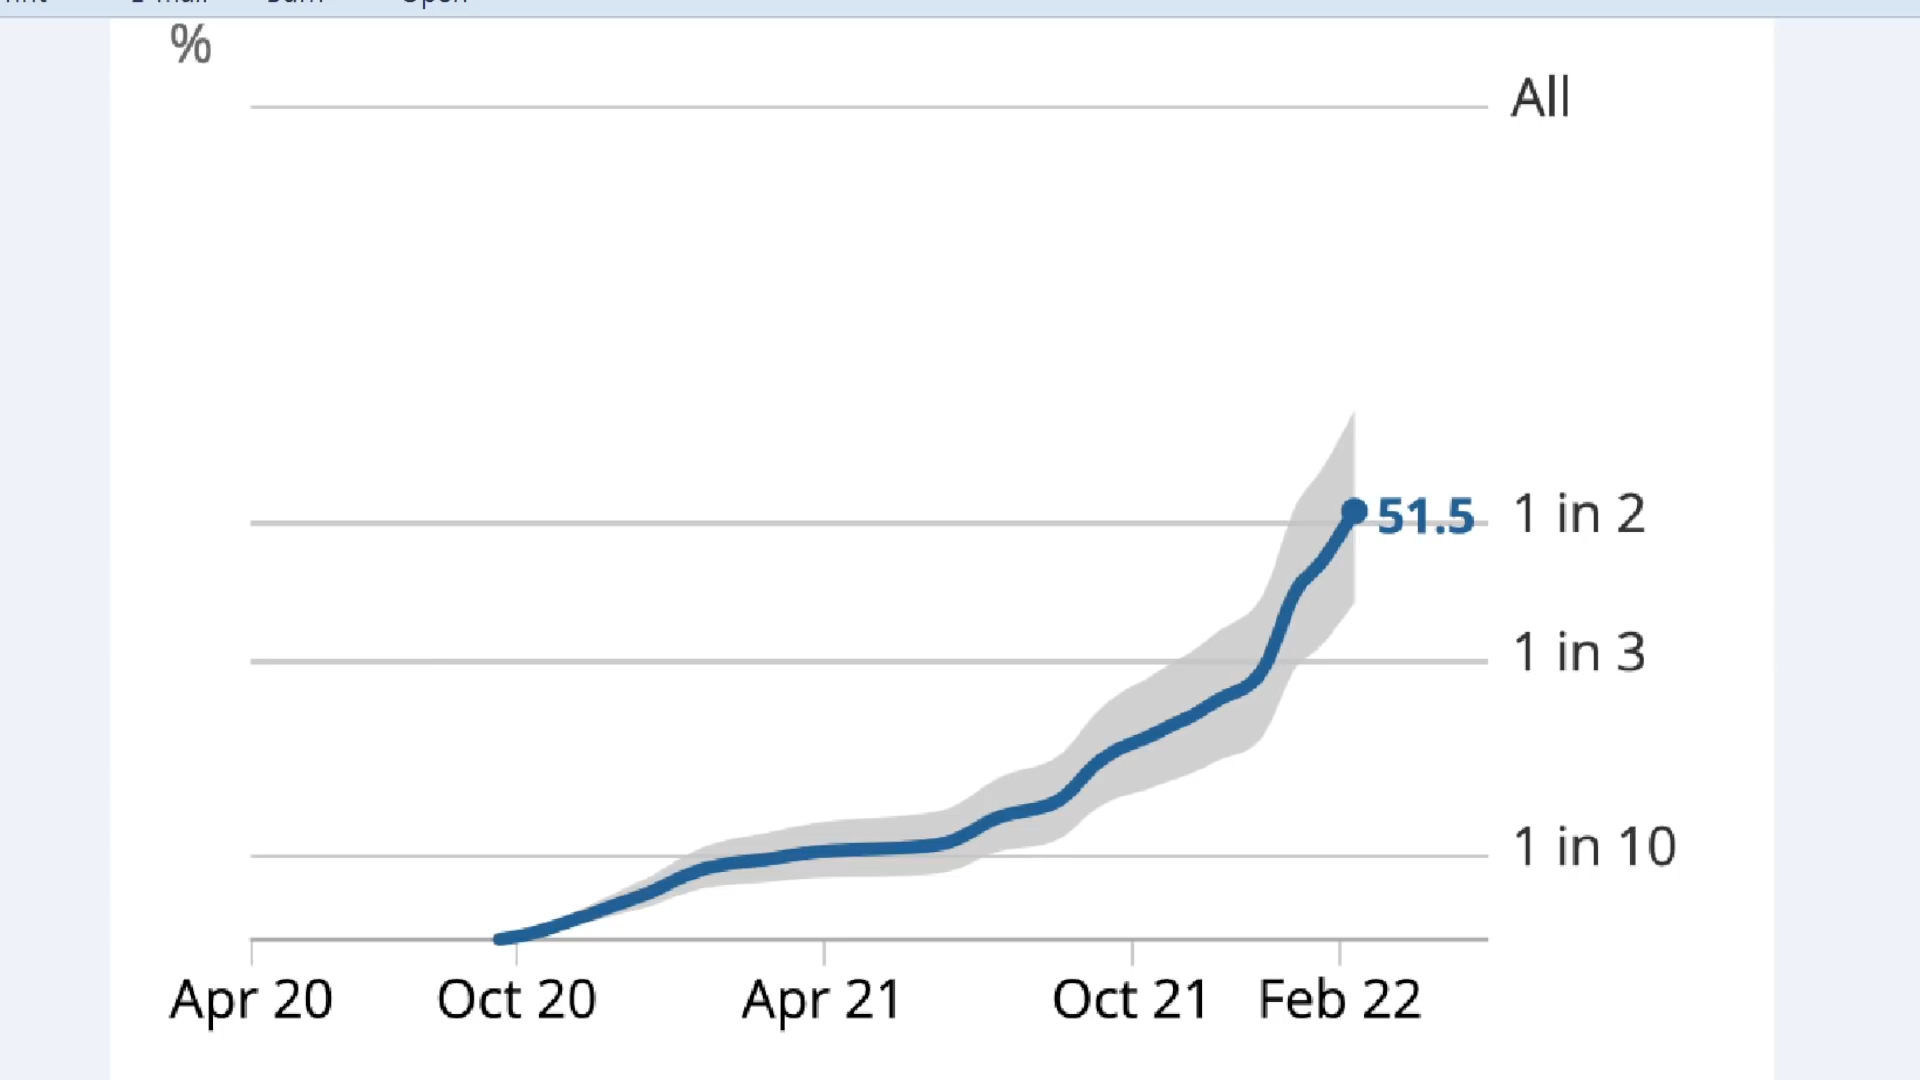 %
All
51.5 1 in 2
1 in 3
1 in 10
Apr 20 Oct 20 Apr 21 Oct 21 Feb 22